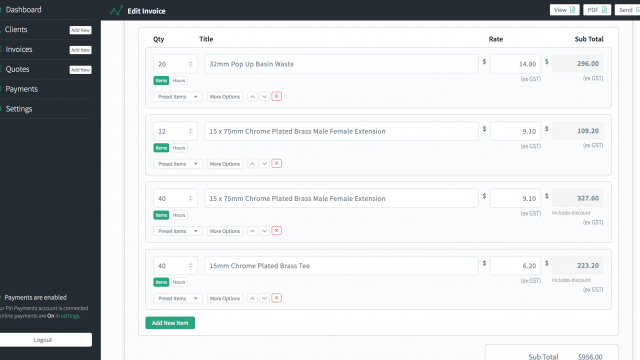 Dashboard
Clients
Add New
Invoices
Add New
Quotes
Add New
Payments
Settings
Payments are enabled
Pin Payments account is connected
online payments are On in settings.
Logout
Edit Invoice
View
PDF
Send
Qty Title Rate Sub Total
20 32mm Pop Up Basin Waste $ 14.80 $ 296.00
(ex GST) (ex GST)
Items Hours
Preset Items More Options
12 15 x 75mm Chrome Plated Brass Male Female Extension $ 9.10 $ 109.20
(ex GST) (ex GST)
Items Hours
Preset Items More Options
40 15 x 75mm Chrome Plated Brass Male Female Extension $ 9.10 $ 327.60
(ex GST) Includes discount
Items Hours
(ex GST)
Preset Items More Options
40 15mm Chrome Plated Brass Tee $ 6.20 $ 223.20
(ex GST) Includes discount
Items Hours
(ex GST)
Preset Items More Options
Add New Item
Sub Total $956.00